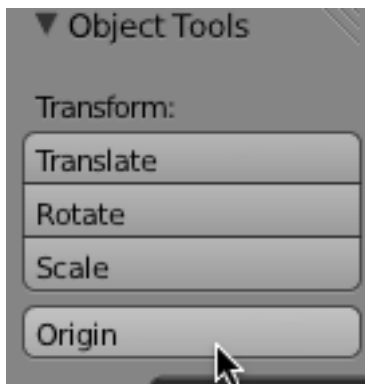 Object Tools
Transform:
Translate
Rotate
Scale
Origin